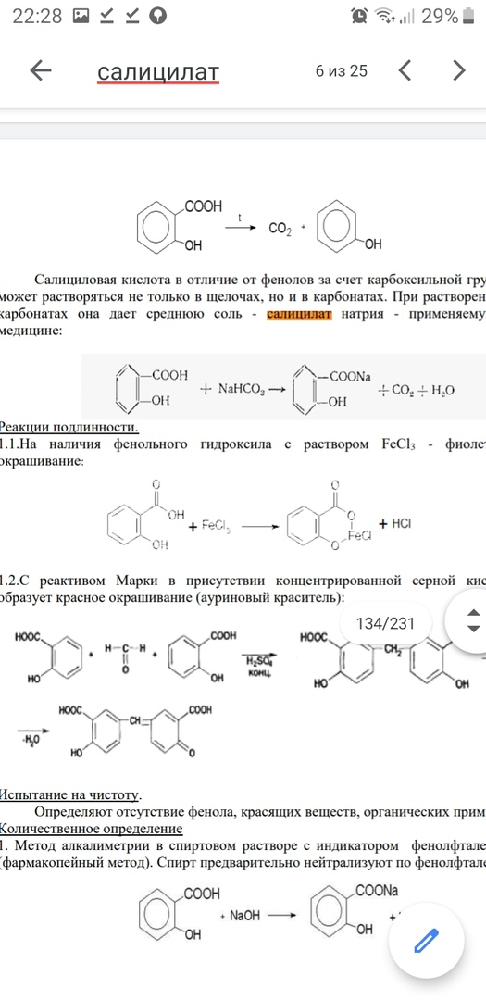 22:28 29%
салицилат 6 из 25
COOH
OH
t
CO₂ +
OH
Салициловая кислота в отличие от фенолов за счет карбоксильной гру
может растворяться не только в щелочах, но и в карбонатах. При растворен
карбонатах она дает среднюю соль - салицилат натрия - применяему
медицине:
COOH
OH
+ NaHCO₃
COONa
OH
+ CO₂ + H₂O
Реакции подлинности.
1.1.На наличия фенольного гидроксила с раствором FeCl₃ - фиоле
окрашивание:
O
OH
OH
+ FeCl₃
O
O
FeCl
O
+ HCl
1.2.С реактивом Марки в присутствии концентрированной серной кис
образует красное окрашивание (ауриновый краситель):
134/231
HOOC
HO
+
H-C-H
O
+
COOH
OH
H₂SO₄
конц
HOOC
HO
CH₂
OH
-H₂O
HOOC
HO
CH
COOH
O
Испытание на чистоту.
Определяют отсутствие фенола, красящих веществ, органических прим
Количественное определение
1. Метод алкалиметрии в спиртовом растворе с индикатором фенолфтале
(фармакопейный метод). Спирт предварительно нейтрализуют по фенолфтале
COOH
OH
+ NaOH
COONa
OH
+